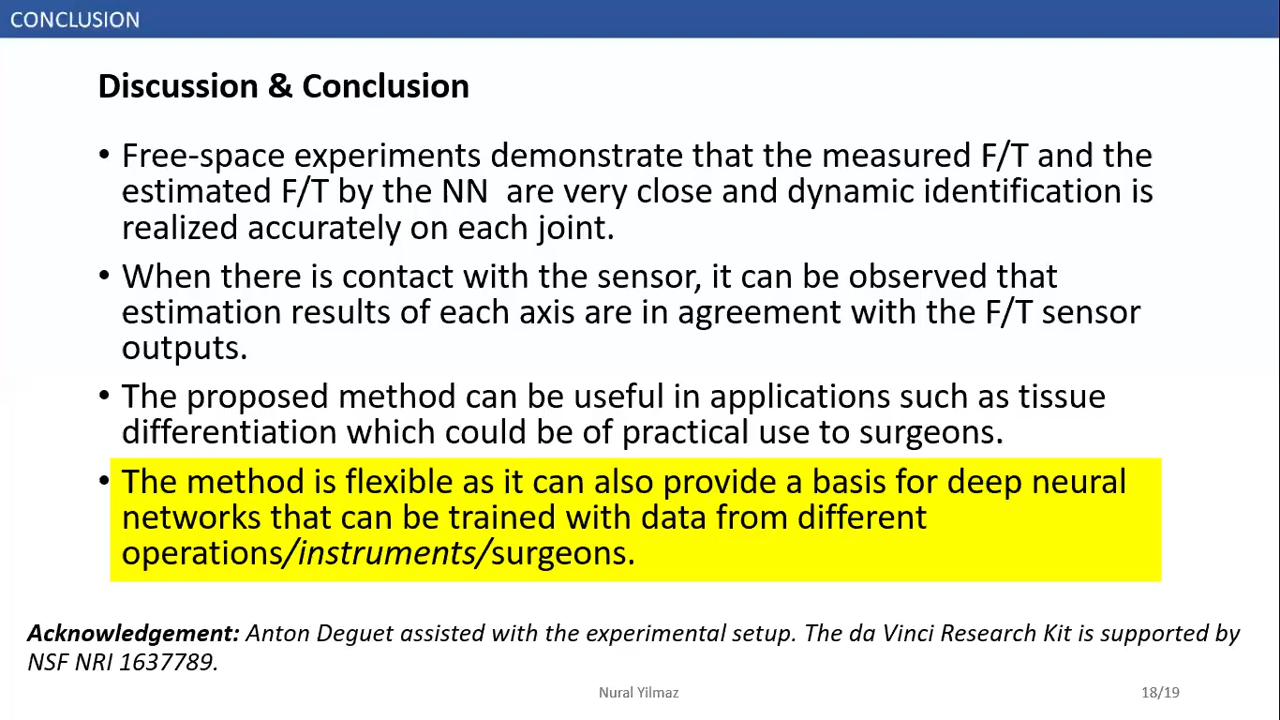 CONCLUSION
Discussion & Conclusion
• Free-space experiments demonstrate that the measured F/T and the
estimated F/T by the NN are very close and dynamic identification is
realized accurately on each joint.
• When there is contact with the sensor, it can be observed that
estimation results of each axis are in agreement with the F/T sensor
outputs.
• The proposed method can be useful in applications such as tissue
differentiation which could be of practical use to surgeons.
• The method is flexible as it can also provide a basis for deep neural
networks that can be trained with data from different
operations/instruments/surgeons.
Acknowledgement: Anton Deguet assisted with the experimental setup. The da Vinci Research Kit is supported by
NSF NRI 1637789.
Nural Yilmaz
18/19